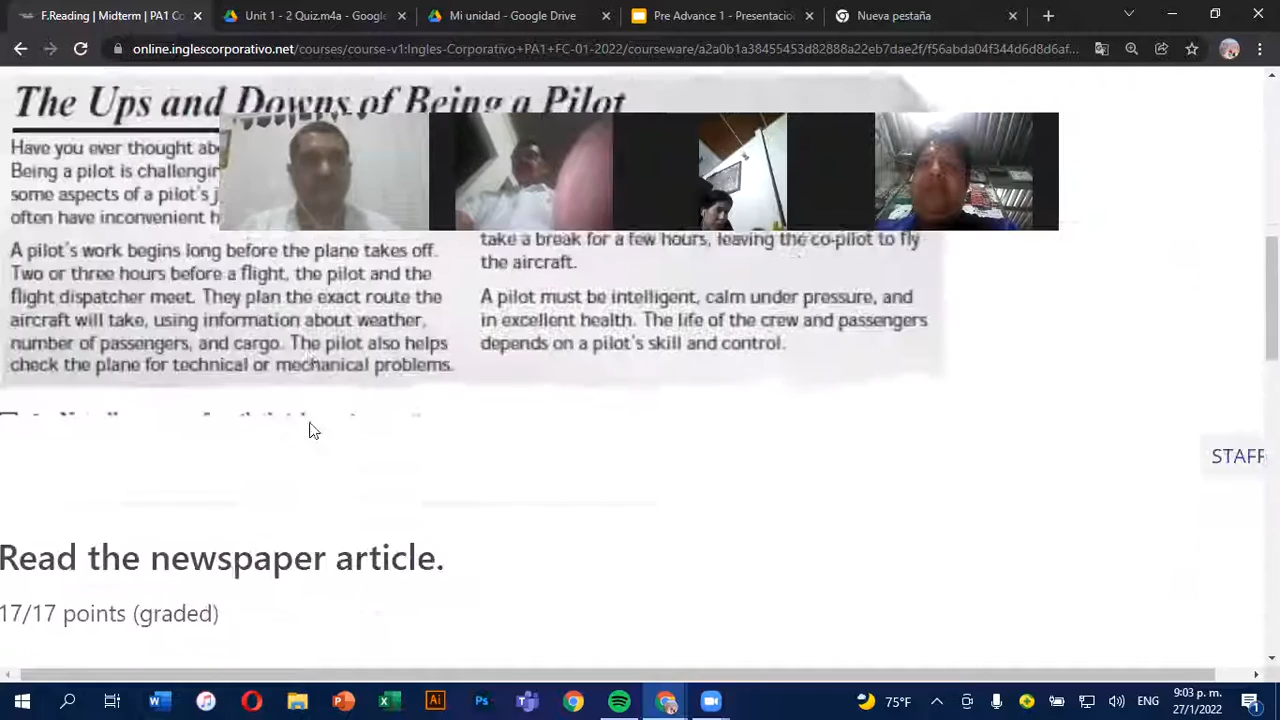 F.Reading | Midterm | PA1 Co
Unit 1 - 2 Quiz.m4a - Google
Mi unidad - Google Drive
Pre Advance 1 - Presentacio
Nueva pestaña
online.inglescorporativo.net/courses/course-v1:Ingles-Corporativo+PA1+FC-01-2022/courseware/a2a0b1a38455453d82888a22eb7dae2f/f56abda04f344d6d8d6af...
The Ups and Downs of Being a Pilot
Have you ever thought
Being a pilot is
some aspects of a pilot's
often have inconvenient
A pilot's work begins long before the plane takes off.
Two or three hours before a flight, the pilot and the
flight dispatcher meet. They plan the exact route the
aircraft will take, using information about weather,
number of passengers, and cargo. The pilot also helps
check the plane for technical or mechanical problems.
take a break for a few hours, leaving the co-pilot to fly
the aircraft.
A pilot must be intelligent, calm under pressure, and
in excellent health. The life of the crew and passengers
depends on a pilot's skill and control.
STAFF
Read the newspaper article.
17/17 points (graded)
75°F
ENG
9:03 p. m.
27/1/2022